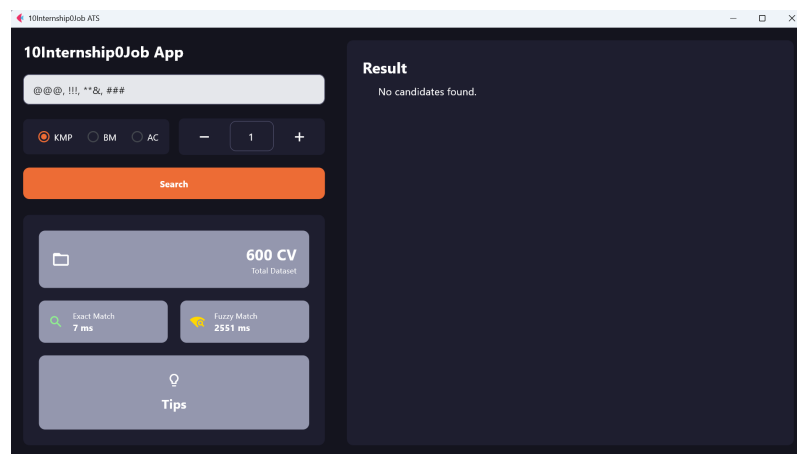 10Internship0Job ATS
10Internship0Job App
@@@, !!!, **&, ###
KMP BM AC − 1 +
Search
600 CV
Total Dataset
Exact Match
7 ms
Fuzzy Match
2551 ms
Tips
Result
No candidates found.